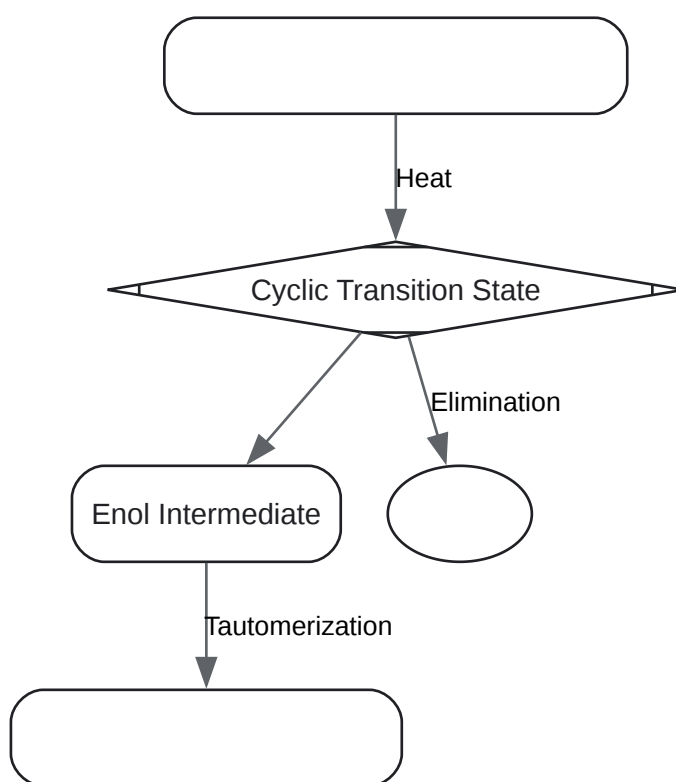 Heat
Cyclic Transition State
Elimination
Enol Intermediate
Tautomerization